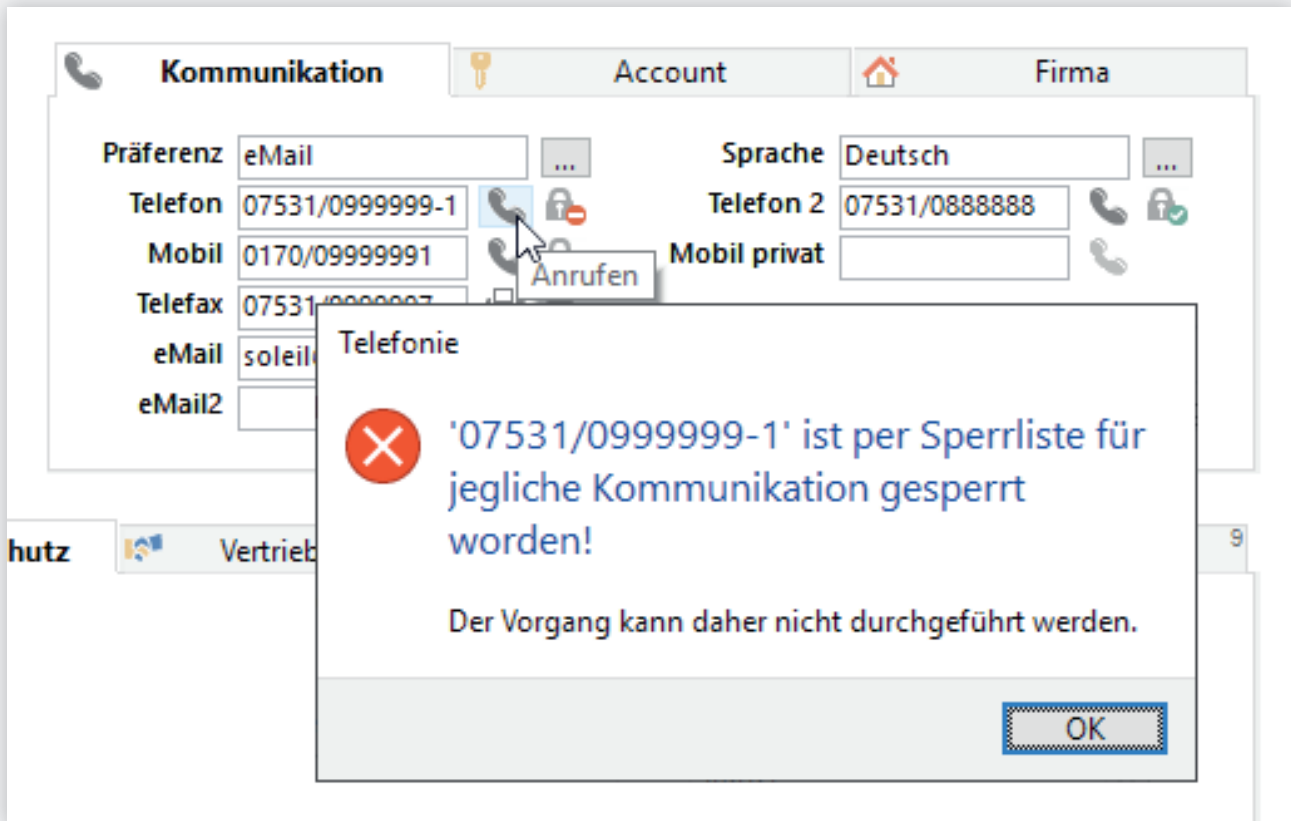 Kommunikation Account Firma
Präferenz eMail ... Sprache Deutsch ...
Telefon 07531/0999999-1 Telefon 2 07531/0888888
Mobil 0170/09999991 Mobil privat
Anrufen
Telefax 07531
eMail
eMail2
Telefonie
'07531/0999999-1' ist per Sperrliste für
jegliche Kommunikation gesperrt
worden!
hutz Vertrieb 9
Der Vorgang kann daher nicht durchgeführt werden.
OK